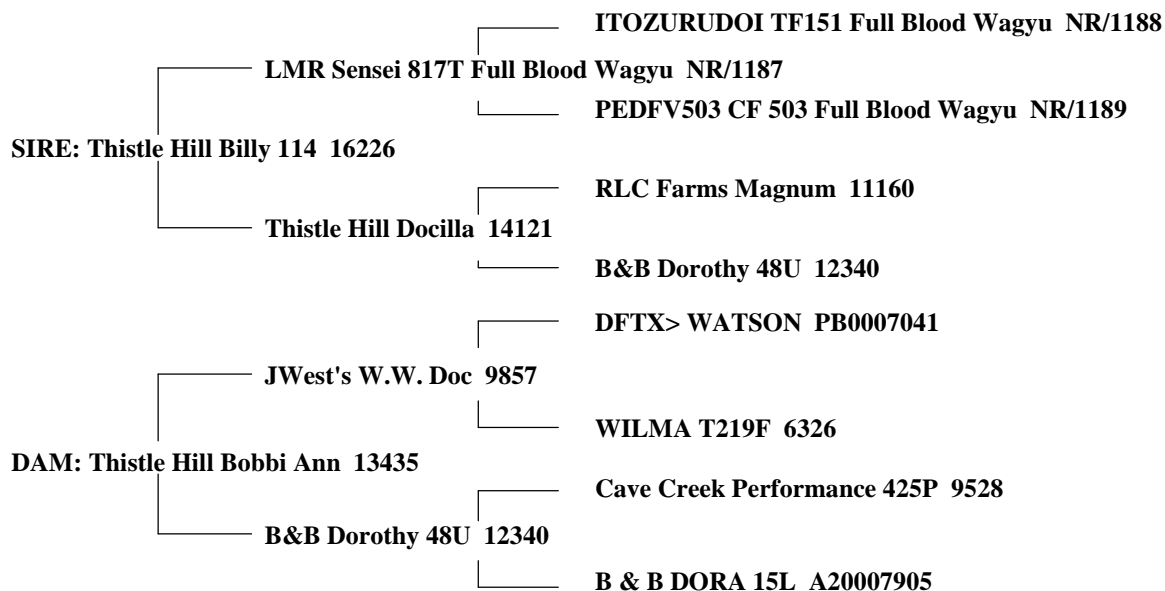 ITOZURUDOI TF151 Full Blood Wagyu NR/1188
LMR Sensei 817T Full Blood Wagyu NR/1187
PEDFV503 CF 503 Full Blood Wagyu NR/1189
SIRE: Thistle Hill Billy 114 16226
RLC Farms Magnum 11160
Thistle Hill Docilla 14121
B&B Dorothy 48U 12340
DFTX> WATSON PB0007041
JWest's W.W. Doc 9857
WILMA T219F 6326
DAM: Thistle Hill Bobbi Ann 13435
Cave Creek Performance 425P 9528
B&B Dorothy 48U 12340
B & B DORA 15L A20007905